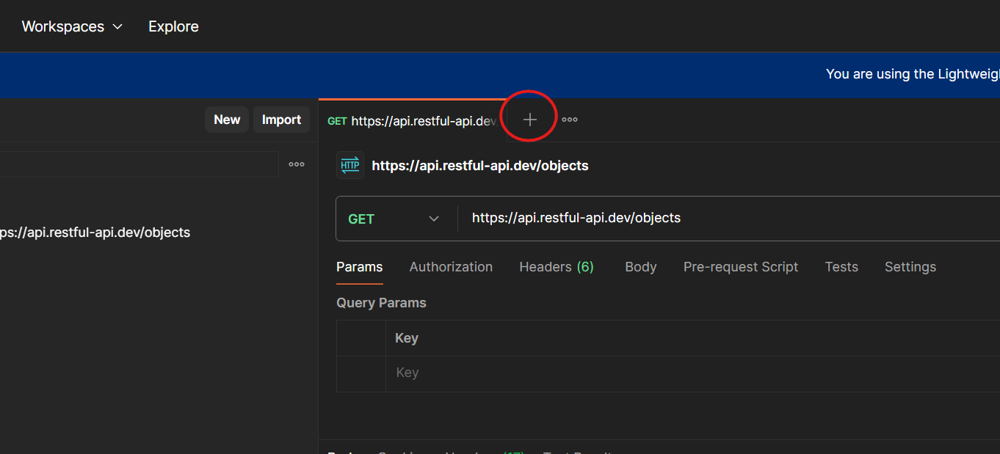 Workspaces Explore
You are using the
New Import
GET https://api.restful-api.dev
HTTP https://api.restful-api.dev/objects
GET https://api.restful-api.dev/objects
ps://api.restful-api.dev/objects
Params Authorization Headers (6) Body Pre-request Script Tests Settings
Query Params
Key
Key